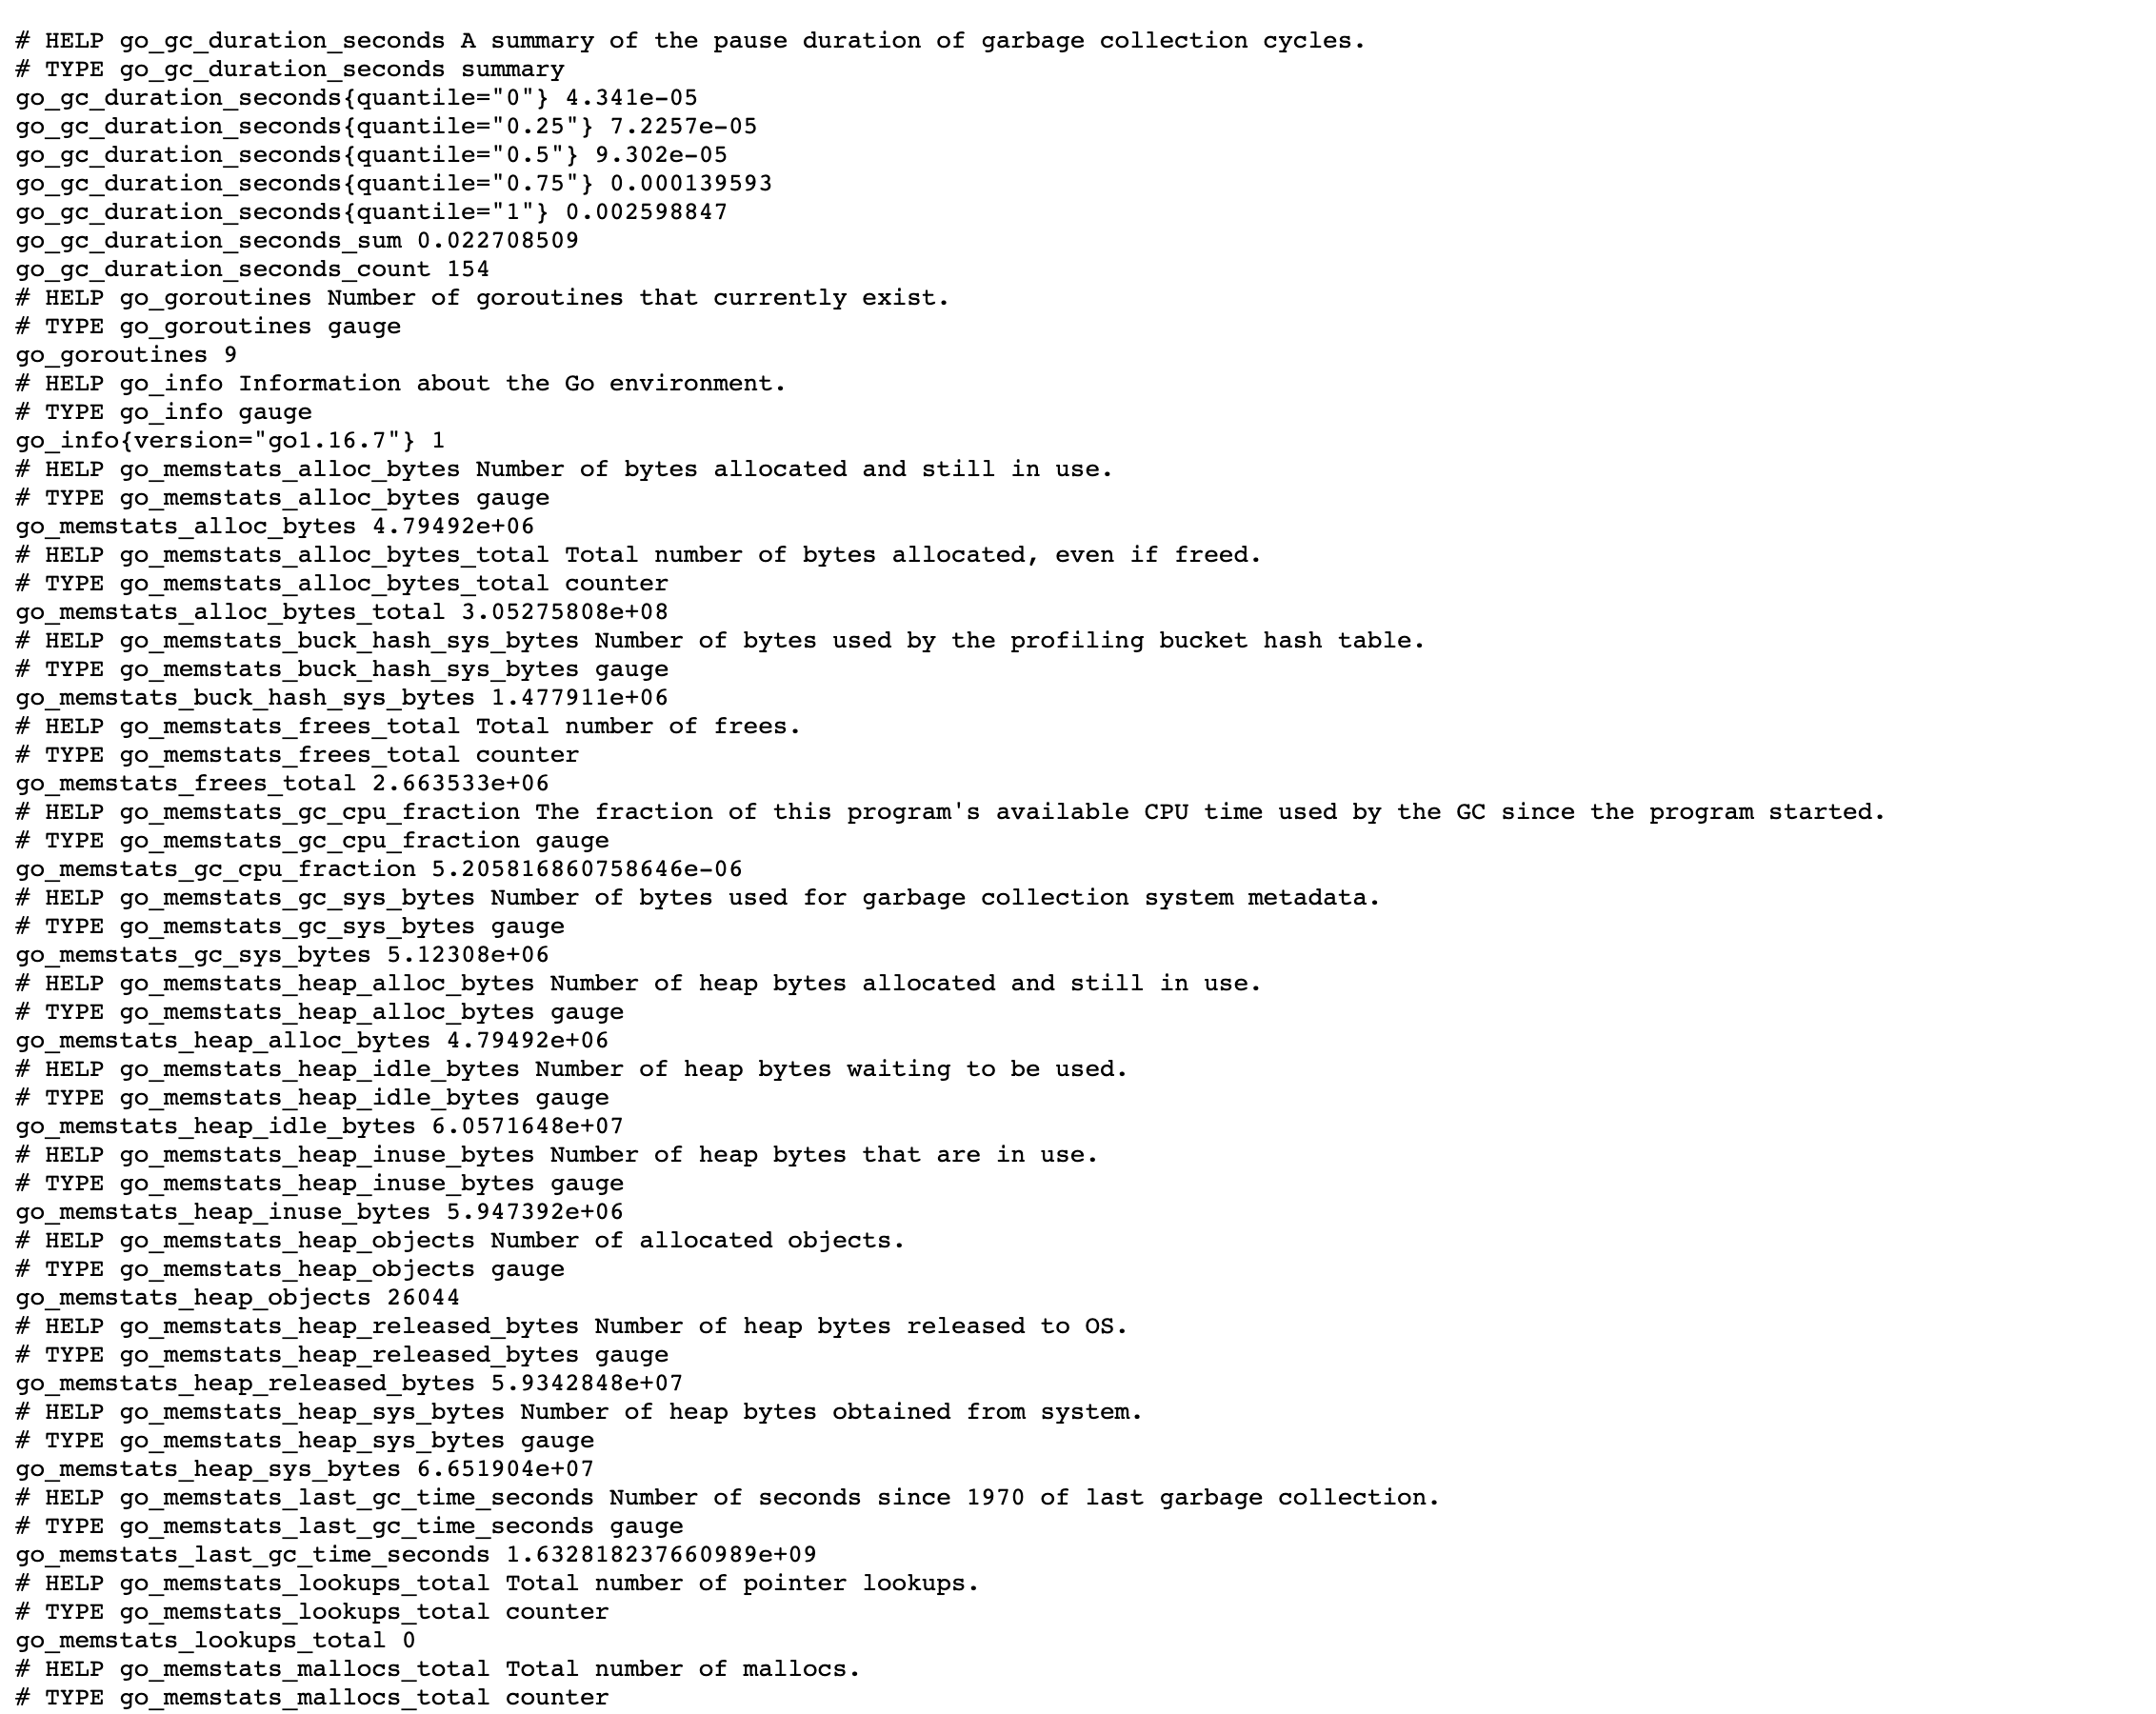 # HELP go_gc_duration_seconds A summary of the pause duration of garbage collection cycles.
# TYPE go_gc_duration_seconds summary
go_gc_duration_seconds{quantile="0"} 4.341e-05
go_gc_duration_seconds{quantile="0.25"} 7.2257e-05
go_gc_duration_seconds{quantile="0.5"} 9.302e-05
go_gc_duration_seconds{quantile="0.75"} 0.000139593
go_gc_duration_seconds{quantile="1"} 0.002598847
go_gc_duration_seconds_sum 0.022708509
go_gc_duration_seconds_count 154
# HELP go_goroutines Number of goroutines that currently exist.
# TYPE go_goroutines gauge
go_goroutines 9
# HELP go_info Information about the Go environment.
# TYPE go_info gauge
go_info{version="go1.16.7"} 1
# HELP go_memstats_alloc_bytes Number of bytes allocated and still in use.
# TYPE go_memstats_alloc_bytes gauge
go_memstats_alloc_bytes 4.79492e+06
# HELP go_memstats_alloc_bytes_total Total number of bytes allocated, even if freed.
# TYPE go_memstats_alloc_bytes_total counter
go_memstats_alloc_bytes_total 3.05275808e+08
# HELP go_memstats_buck_hash_sys_bytes Number of bytes used by the profiling bucket hash table.
# TYPE go_memstats_buck_hash_sys_bytes gauge
go_memstats_buck_hash_sys_bytes 1.477911e+06
# HELP go_memstats_frees_total Total number of frees.
# TYPE go_memstats_frees_total counter
go_memstats_frees_total 2.663533e+06
# HELP go_memstats_gc_cpu_fraction The fraction of this program's available CPU time used by the GC since the program started.
# TYPE go_memstats_gc_cpu_fraction gauge
go_memstats_gc_cpu_fraction 5.205816860758646e-06
# HELP go_memstats_gc_sys_bytes Number of bytes used for garbage collection system metadata.
# TYPE go_memstats_gc_sys_bytes gauge
go_memstats_gc_sys_bytes 5.12308e+06
# HELP go_memstats_heap_alloc_bytes Number of heap bytes allocated and still in use.
# TYPE go_memstats_heap_alloc_bytes gauge
go_memstats_heap_alloc_bytes 4.79492e+06
# HELP go_memstats_heap_idle_bytes Number of heap bytes waiting to be used.
# TYPE go_memstats_heap_idle_bytes gauge
go_memstats_heap_idle_bytes 6.0571648e+07
# HELP go_memstats_heap_inuse_bytes Number of heap bytes that are in use.
# TYPE go_memstats_heap_inuse_bytes gauge
go_memstats_heap_inuse_bytes 5.947392e+06
# HELP go_memstats_heap_objects Number of allocated objects.
# TYPE go_memstats_heap_objects gauge
go_memstats_heap_objects 26044
# HELP go_memstats_heap_released_bytes Number of heap bytes released to OS.
# TYPE go_memstats_heap_released_bytes gauge
go_memstats_heap_released_bytes 5.9342848e+07
# HELP go_memstats_heap_sys_bytes Number of heap bytes obtained from system.
# TYPE go_memstats_heap_sys_bytes gauge
go_memstats_heap_sys_bytes 6.651904e+07
# HELP go_memstats_last_gc_time_seconds Number of seconds since 1970 of last garbage collection.
# TYPE go_memstats_last_gc_time_seconds gauge
go_memstats_last_gc_time_seconds 1.632818237660989e+09
# HELP go_memstats_lookups_total Total number of pointer lookups.
# TYPE go_memstats_lookups_total counter
go_memstats_lookups_total 0
# HELP go_memstats_mallocs_total Total number of mallocs.
# TYPE go_memstats_mallocs_total counter